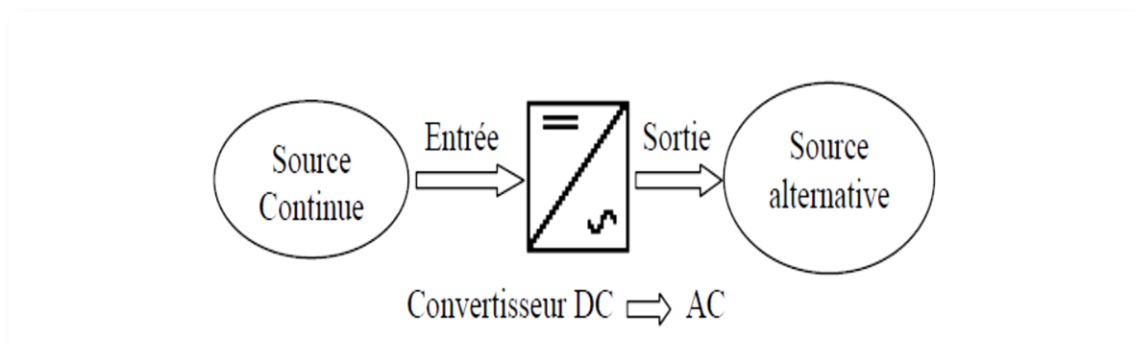 Source
Continue
Entrée
Sortie
Source
alternative
Convertisseur DC ⇨ AC